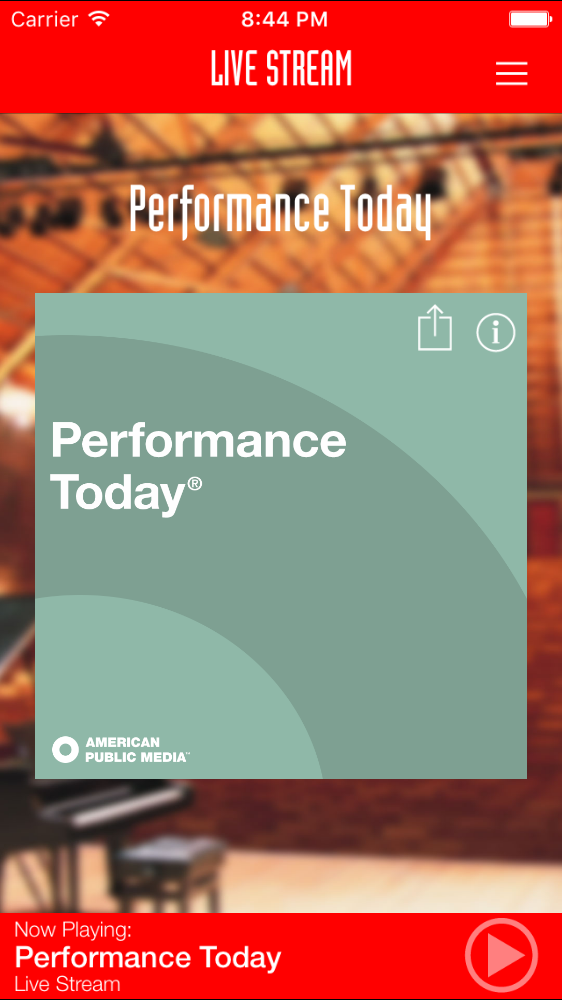 Carrier 8:44 PM
LIVE STREAM
Performance Today
Performance
Today®
AMERICAN
PUBLIC MEDIA™
Now Playing:
Performance Today
Live Stream